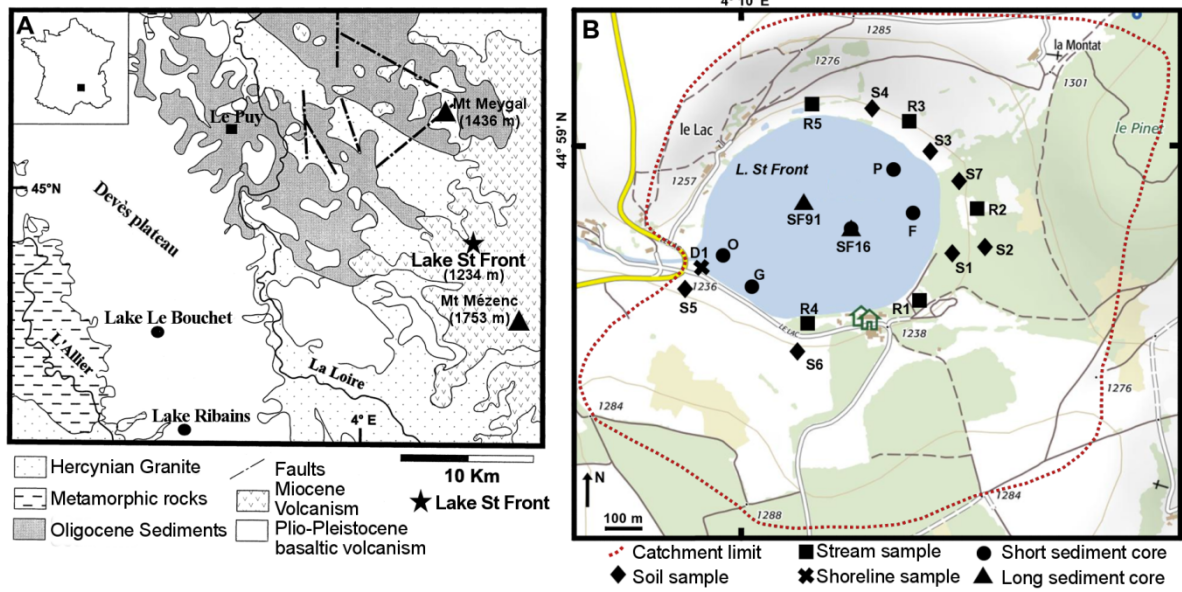 A
Mt Meygal
(1436 m)
Le Puy
45°N
Devès plateau
Lake St Front
(1234 m)
Mt Mézenc
(1753 m)
Lake Le Bouchet
L'Allier
La Loire
Lake Ribains
4° E
Hercynian Granite
Metamorphic rocks
Oligocene Sediments
Faults
Miocene
Volcanism
Plio-Pleistocene
basaltic volcanism
10 Km
Lake St Front
4° 10' E
B
1285
la Montat
1276
1301
S4
R3
R5
le Lac
S3
le Pine
44° 59' N
L. St Front
P
S7
1257
R2
SF91
F
SF16
O
S2
D1
S1
1236
G
S5
R4
R1
LE LAC
1238
S6
1276
1284
1284
N
100 m
1288
Catchment limit
Stream sample
Short sediment core
Soil sample
Shoreline sample
Long sediment core